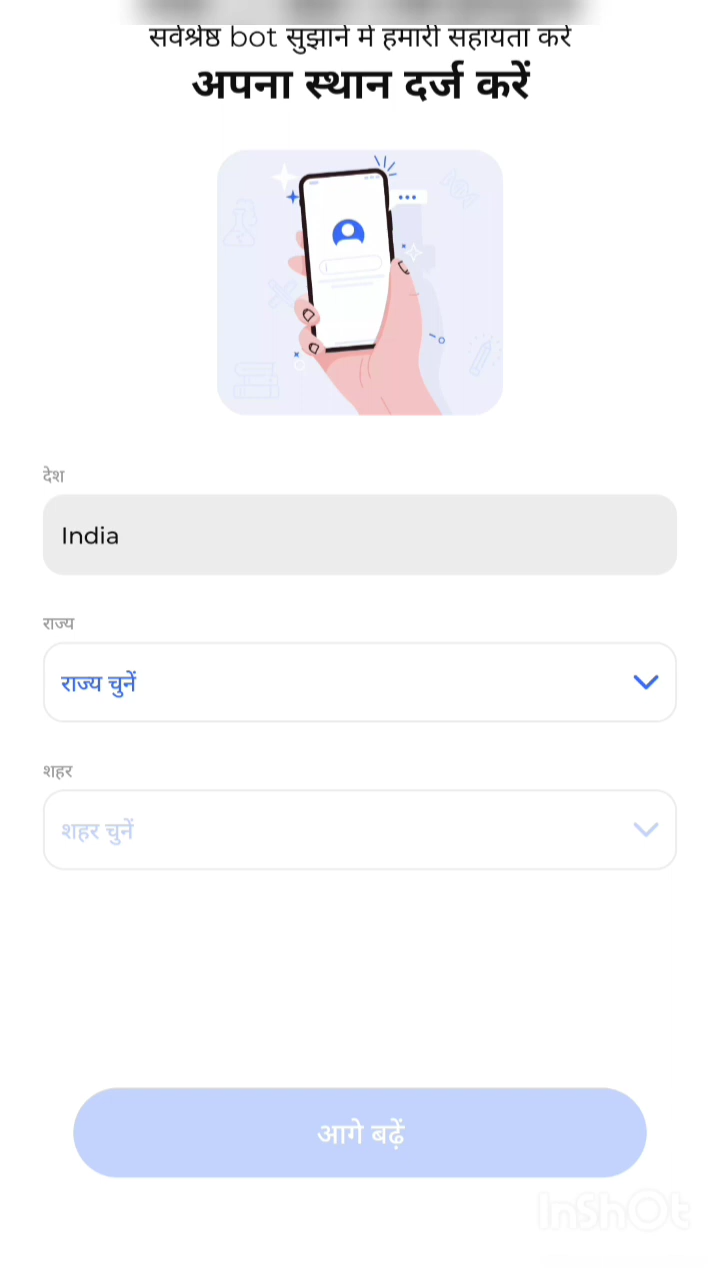 सर्वश्रेष्ठ bot सुझाने में हमारी सहायता करें
अपना स्थान दर्ज करें
देश
India
राज्य
राज्य चुनें
शहर
शहर चुनें
आगे बढ़ें
InShOt